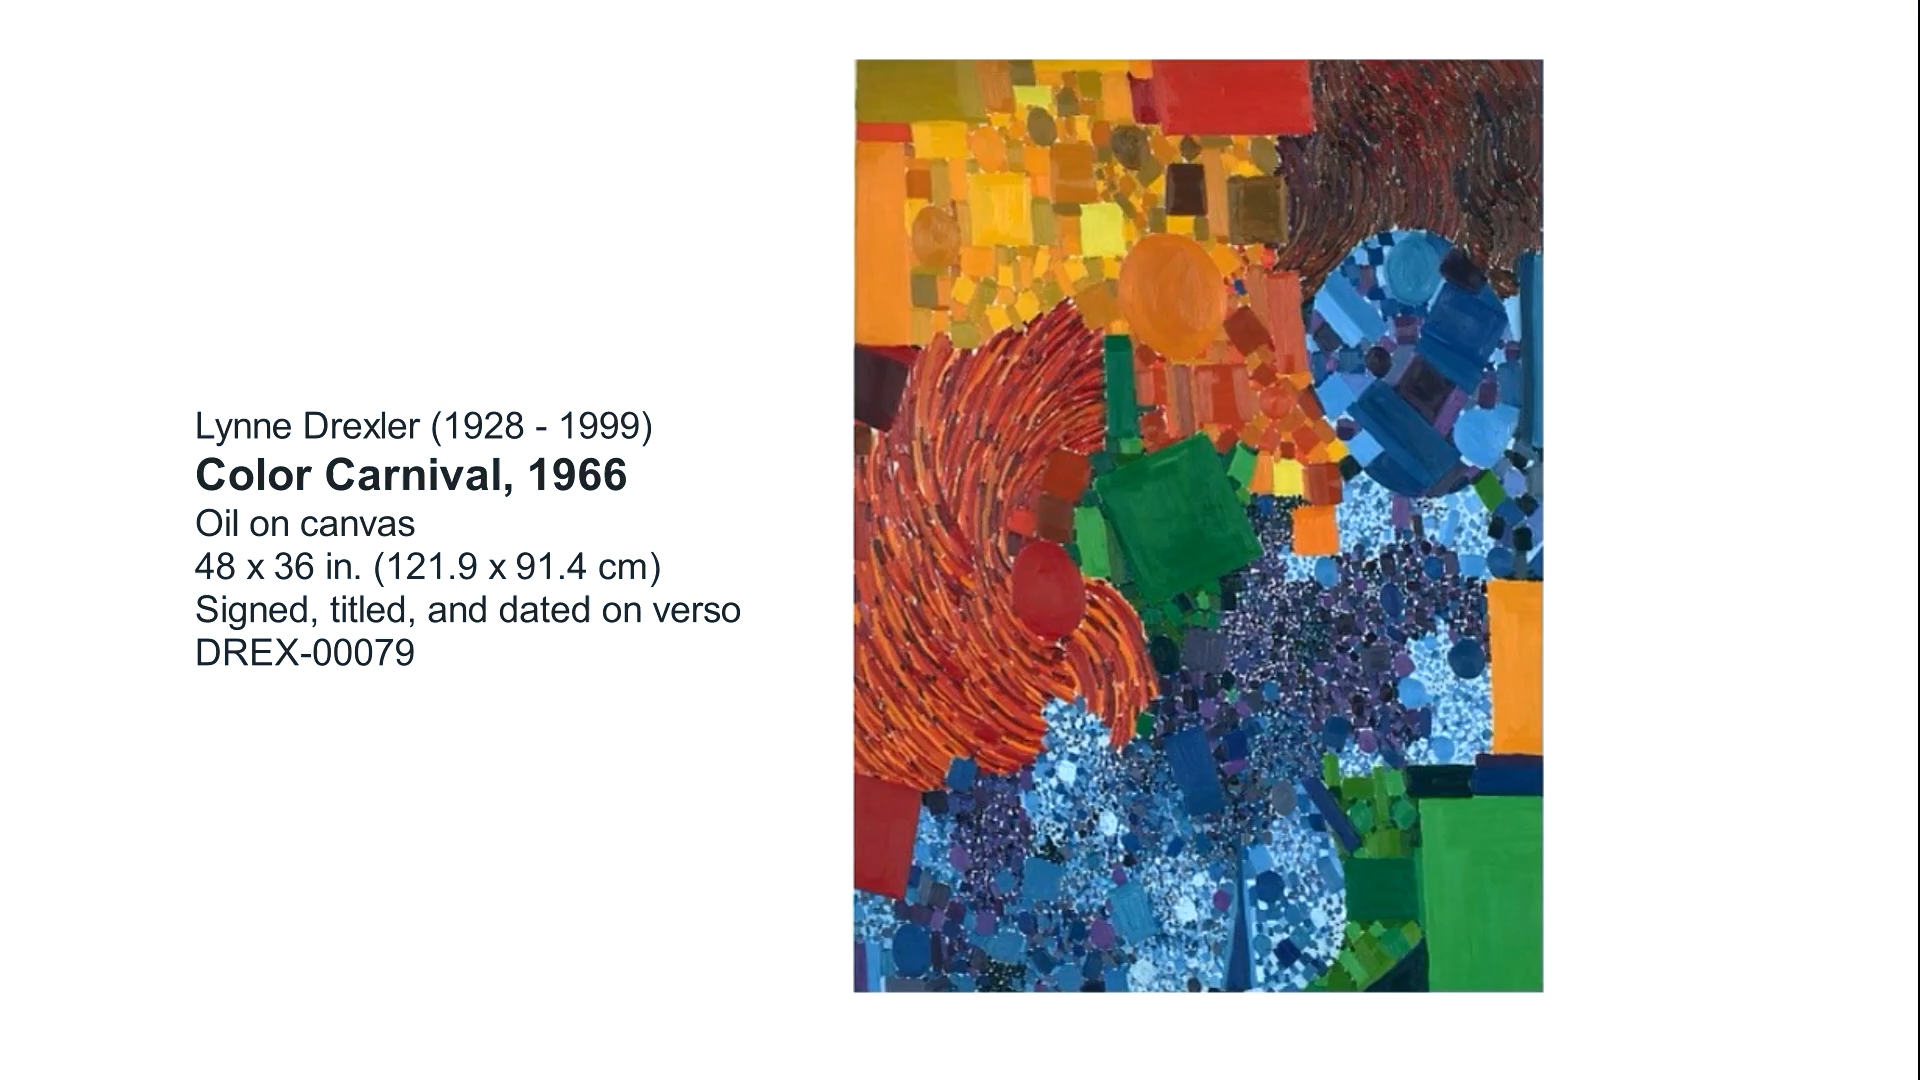 Lynne Drexler (1928 - 1999)
Color Carnival, 1966
Oil on canvas
48 x 36 in. (121.9 x 91.4 cm)
Signed, titled, and dated on verso
DREX-00079